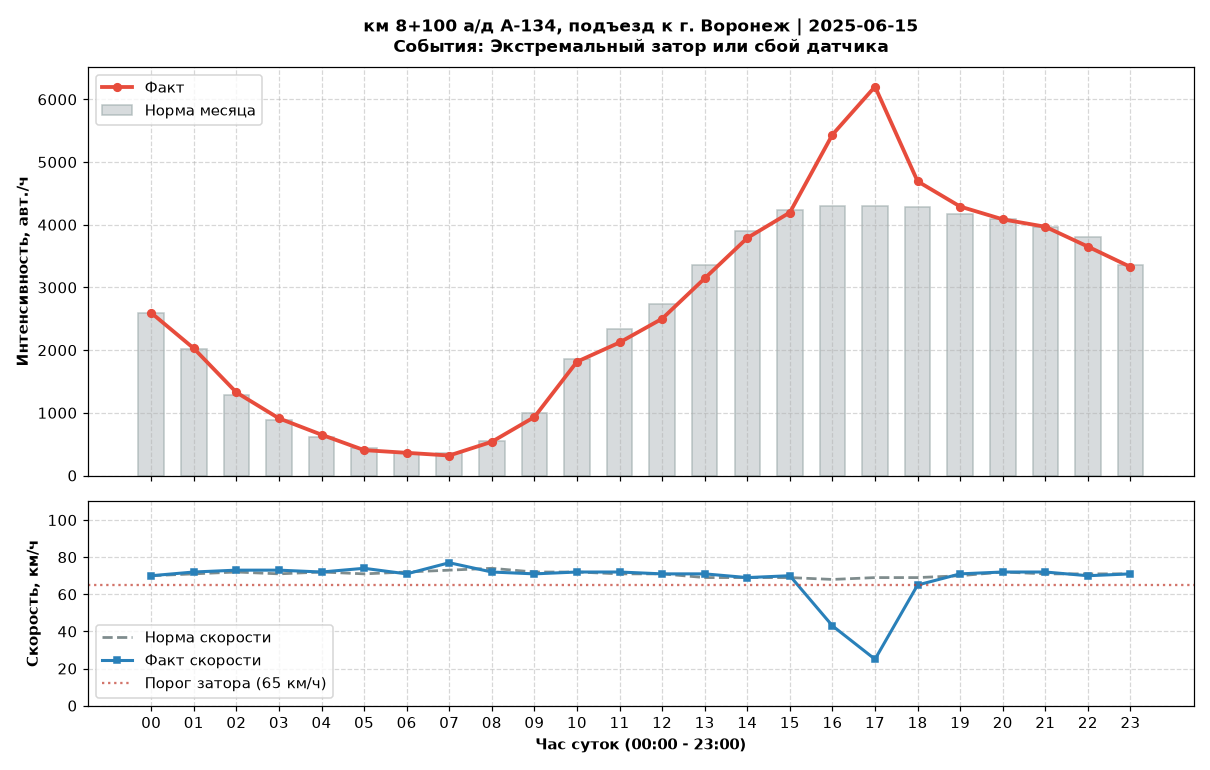 км 8+100 а/д А-134, подъезд к г. Воронеж | 2025-06-15
События: Экстремальный затор или сбой датчика
Интенсивность, авт./ч
6000
5000
4000
3000
2000
1000
0
Факт
Норма месяца
Скорость, км/ч
100
80
60
40
20
0
Норма скорости
Факт скорости
Порог затора (65 км/ч)
00 01 02 03 04 05 06 07 08 09 10 11 12 13 14 15 16 17 18 19 20 21 22 23
Час суток (00:00 - 23:00)